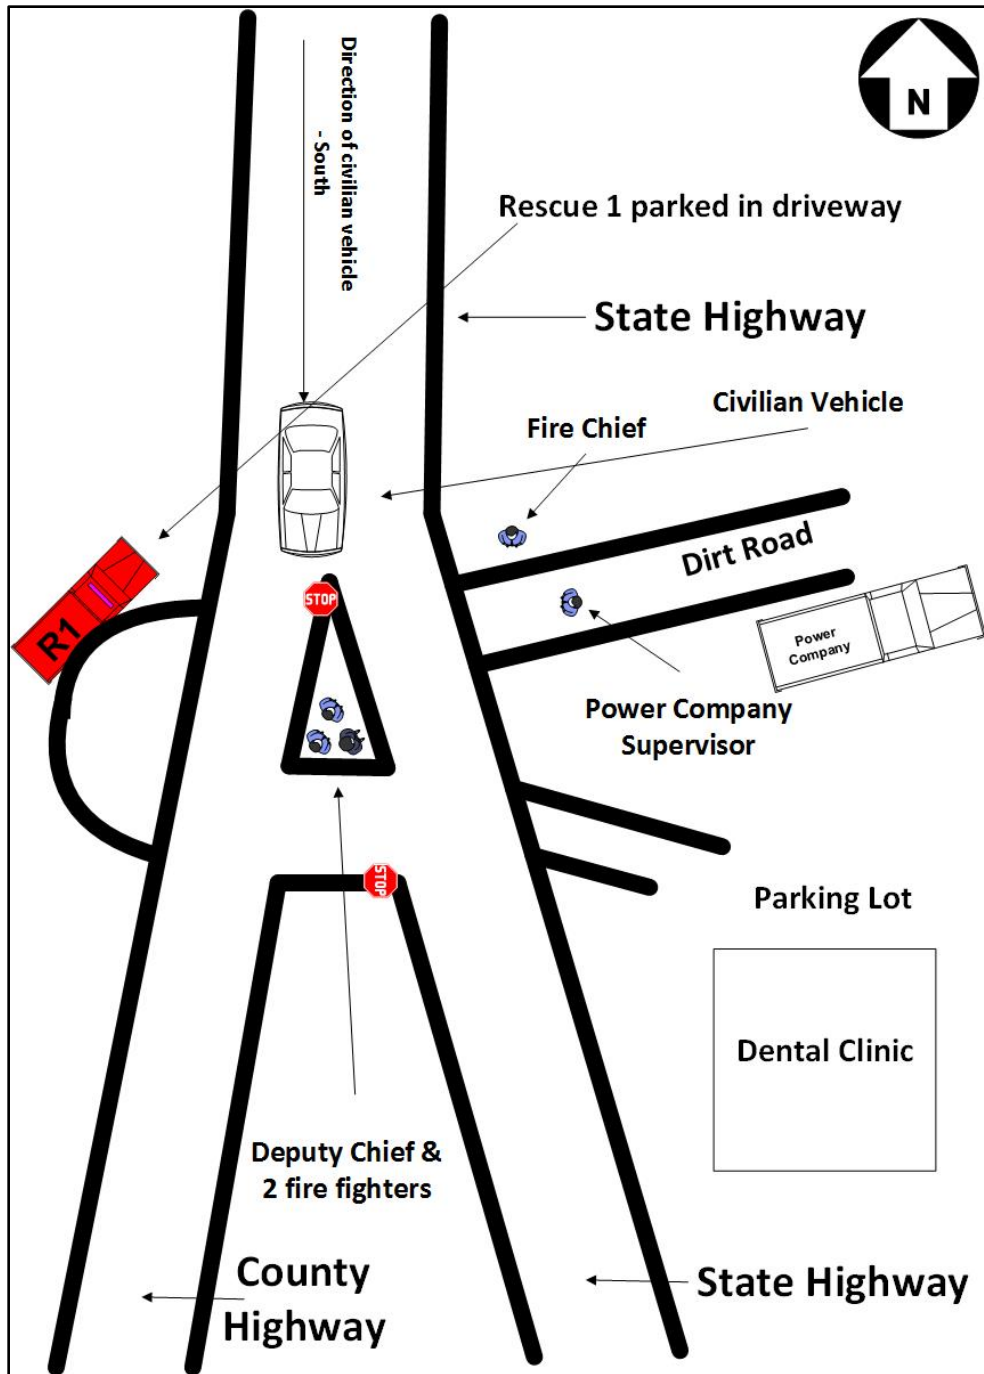 N
Direction of civilian vehicle
- South
Rescue 1 parked in driveway
State Highway
Civilian Vehicle
Fire Chief
Dirt Road
STOP
R1
Power
Company
Power Company
Supervisor
STOP
Parking Lot
Dental Clinic
Deputy Chief &
2 fire fighters
County
Highway
State Highway